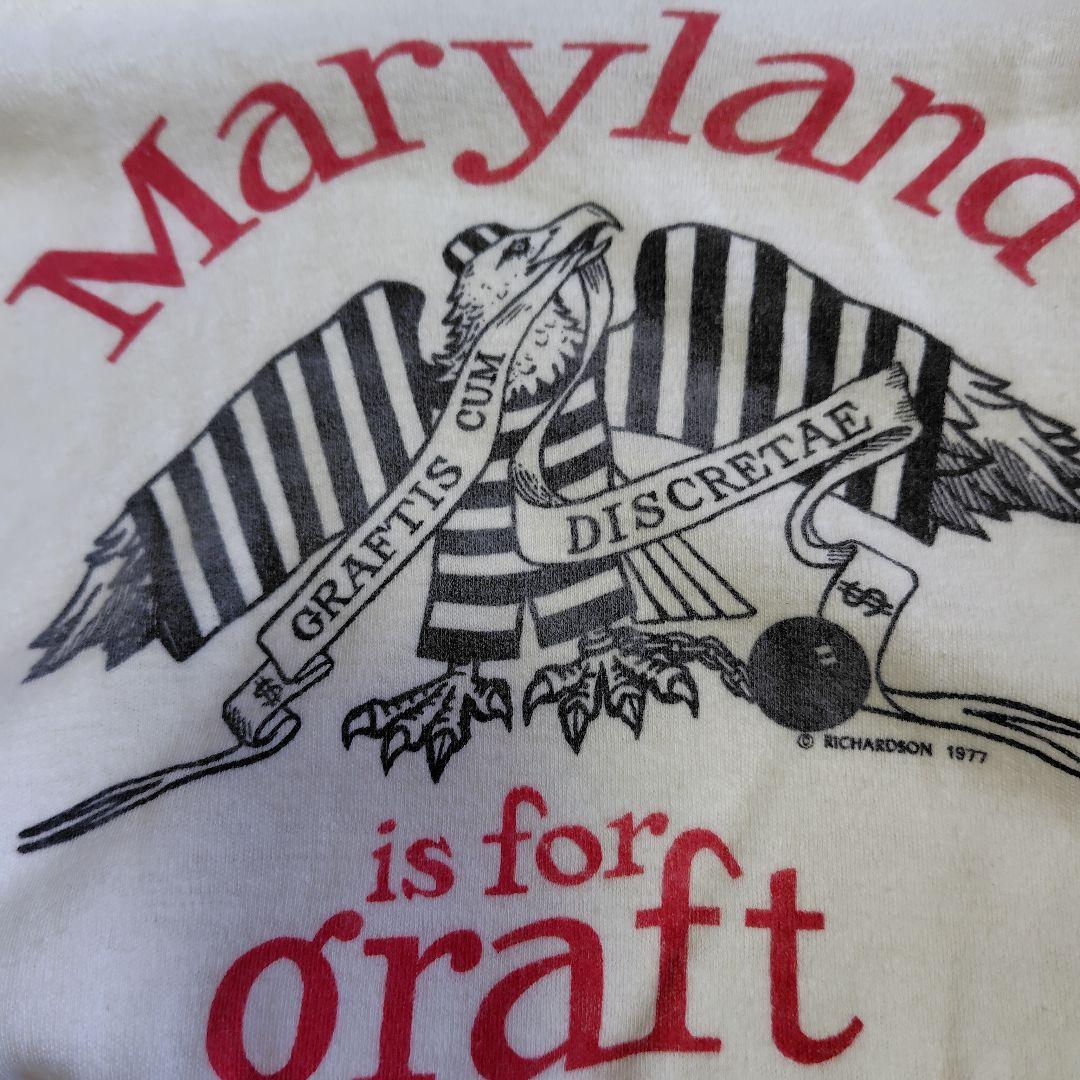 Maryland
GRAFTIS CUM
DISCRETAE
$
$
© RICHARDSON 1977
is for
graft